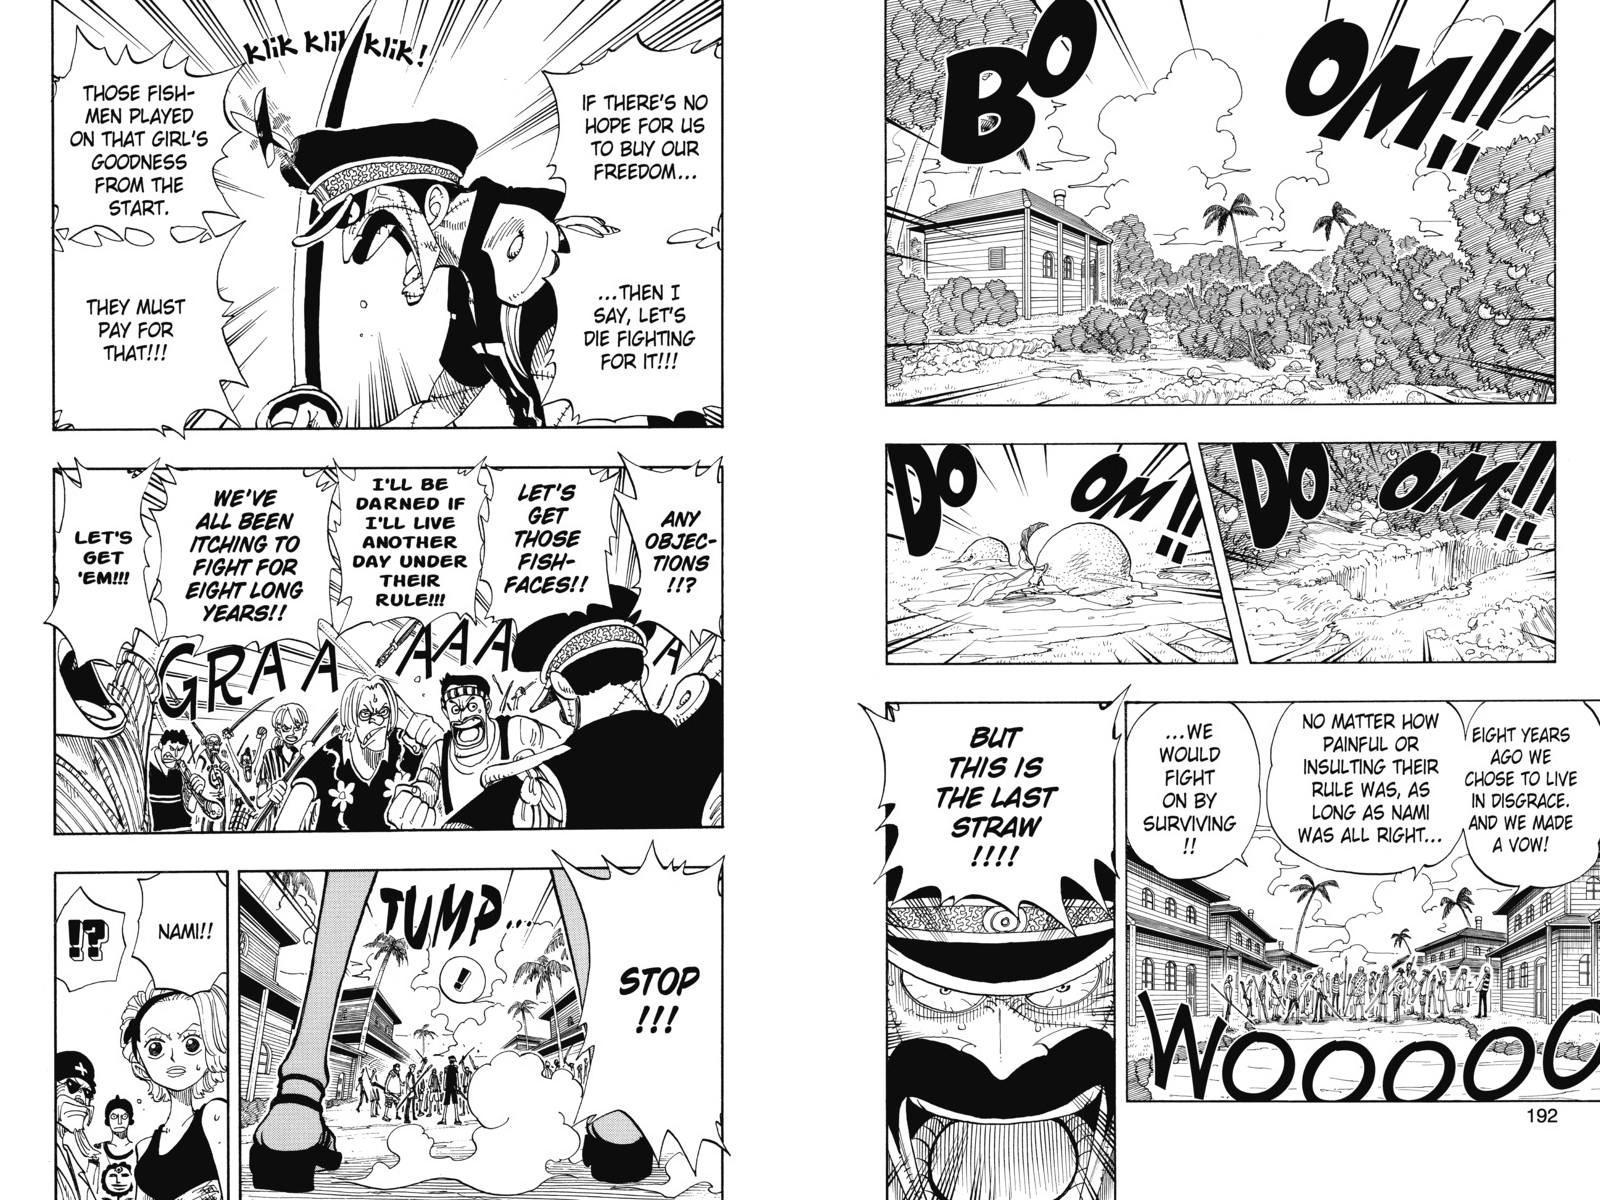 BOOM!!
DOOM!!
DOOM!!
EIGHT YEARS
AGO WE
CHOSE TO LIVE
IN DISGRACE.
AND WE MADE
A VOW!
NO MATTER HOW
PAINFUL OR
INSULTING THEIR
RULE WAS, AS
LONG AS NAMI
WAS ALL RIGHT...
...WE
WOULD
FIGHT
ON BY
SURVIVING
!!
WOOOOO
BUT
THIS IS
THE LAST
STRAW
!!!!
192
KLIK KLIK KLIK!
IF THERE'S NO
HOPE FOR US
TO BUY OUR
FREEDOM...
...THEN I
SAY, LET'S
DIE FIGHTING
FOR IT!!!
THOSE FISH-
MEN PLAYED
ON THAT GIRL'S
GOODNESS
FROM THE
START.
THEY MUST
PAY FOR
THAT!!!
ANY
OBJEC-
TIONS
!!?
LET'S
GET
THOSE
FISH-
FACES!!
I'LL BE
DARNED IF
I'LL LIVE
ANOTHER
DAY UNDER
THEIR
RULE!!!
WE'VE
ALL BEEN
ITCHING TO
FIGHT FOR
EIGHT LONG
YEARS!!
LET'S
GET
'EM!!!
GRAAAAAA
STOP
!!!
TUMP...
!
NAMI!!
!?